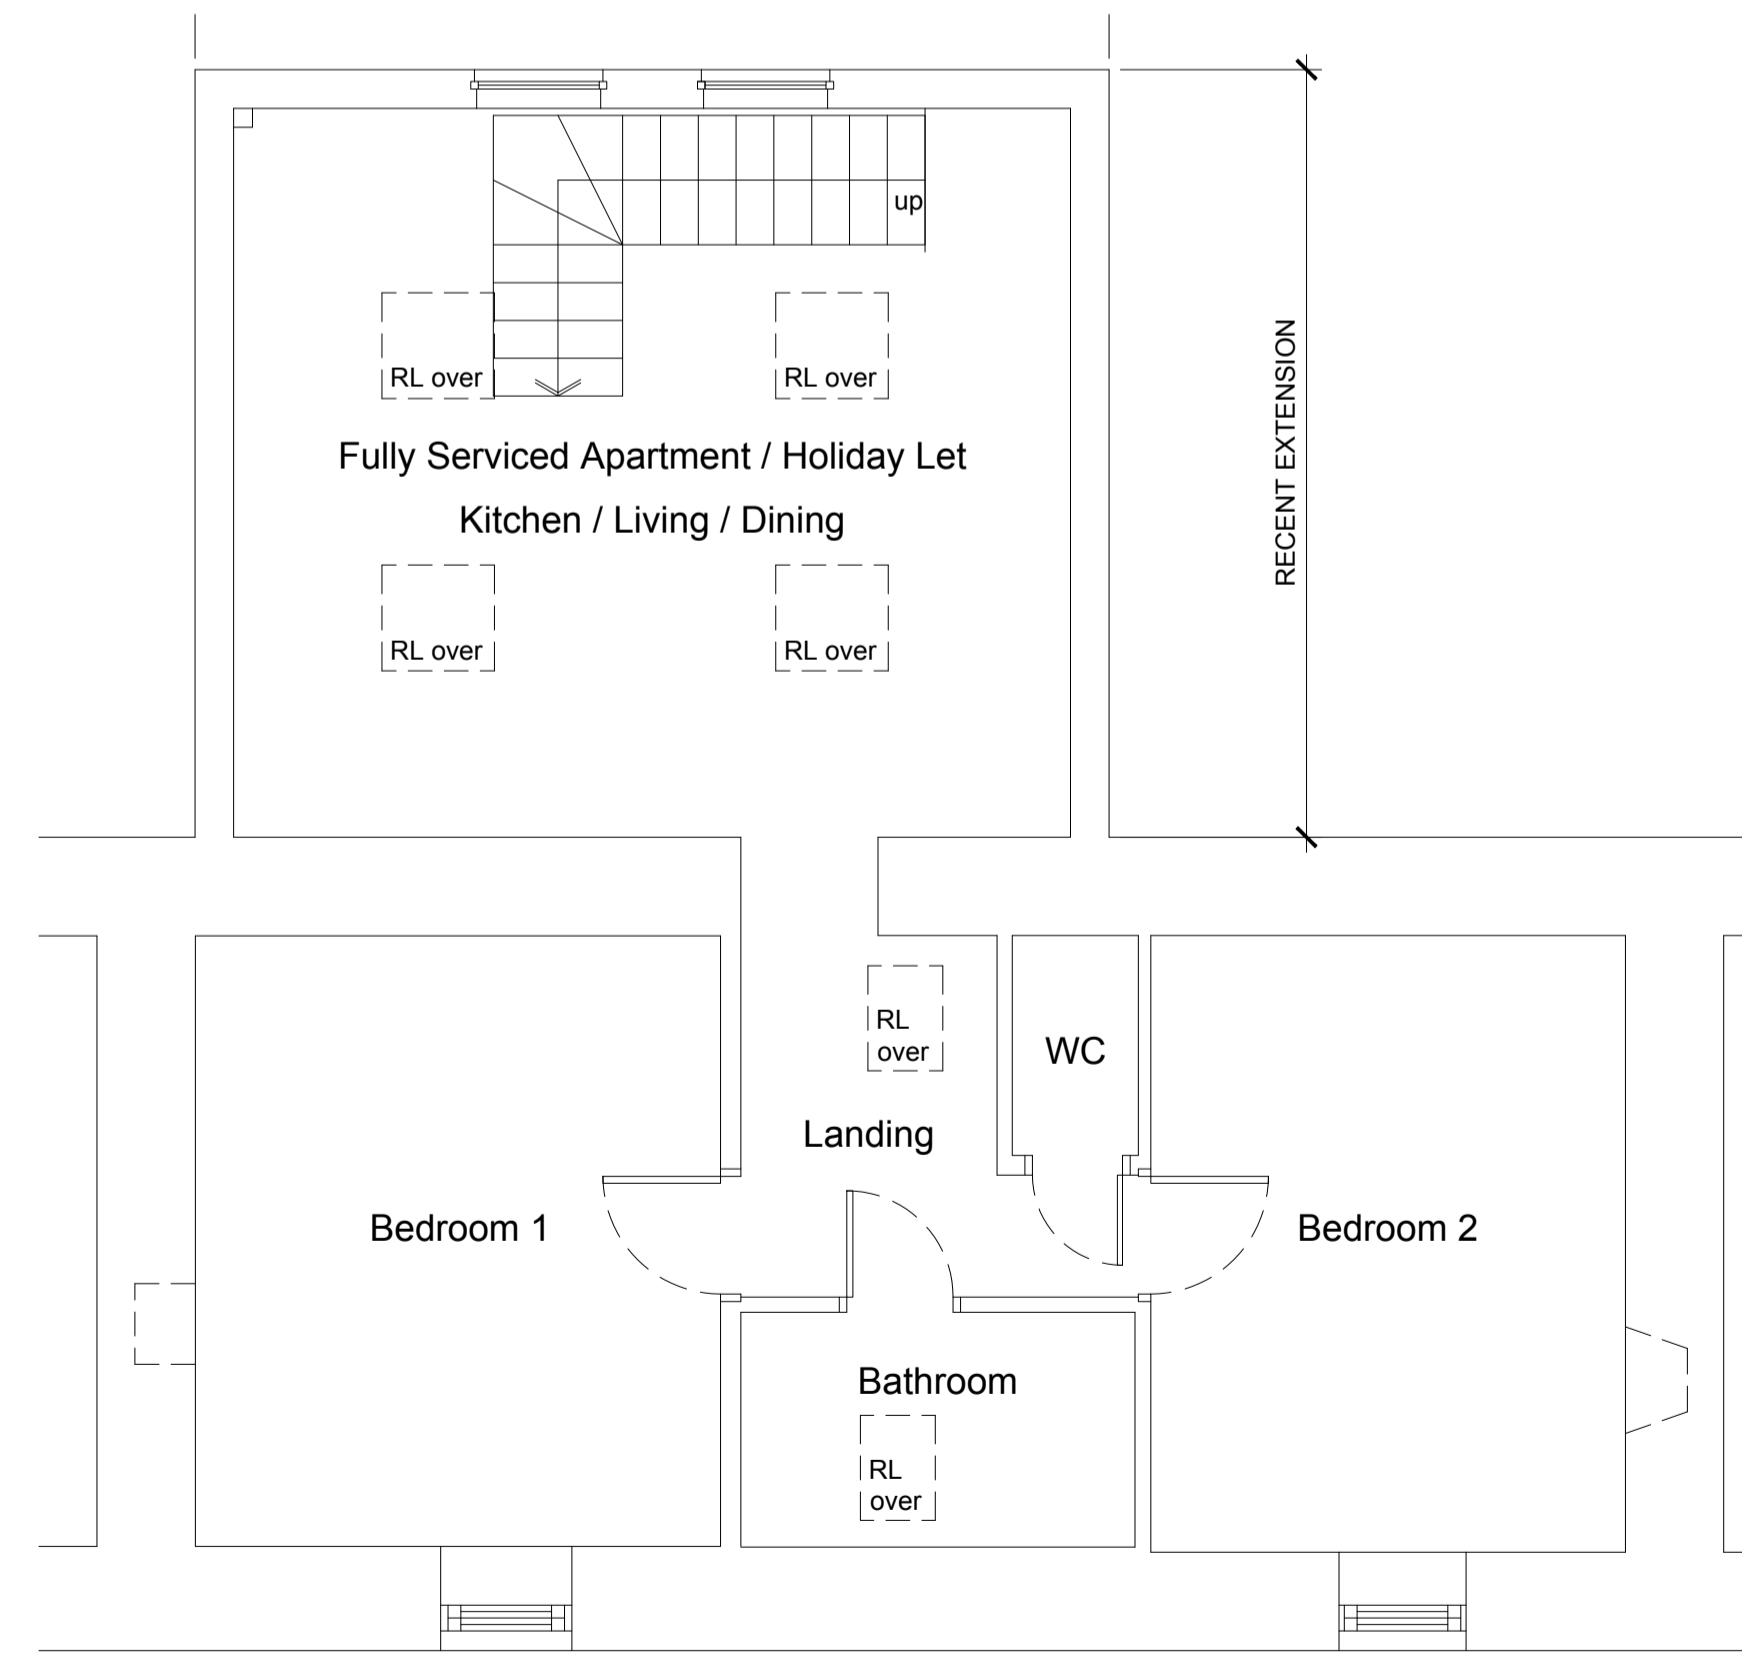 up
RL over
RL over
RECENT EXTENSION
Fully Serviced Apartment / Holiday Let
Kitchen / Living / Dining
RL over
RL over
RL
over
WC
Landing
Bedroom 1
Bedroom 2
Bathroom
RL
over